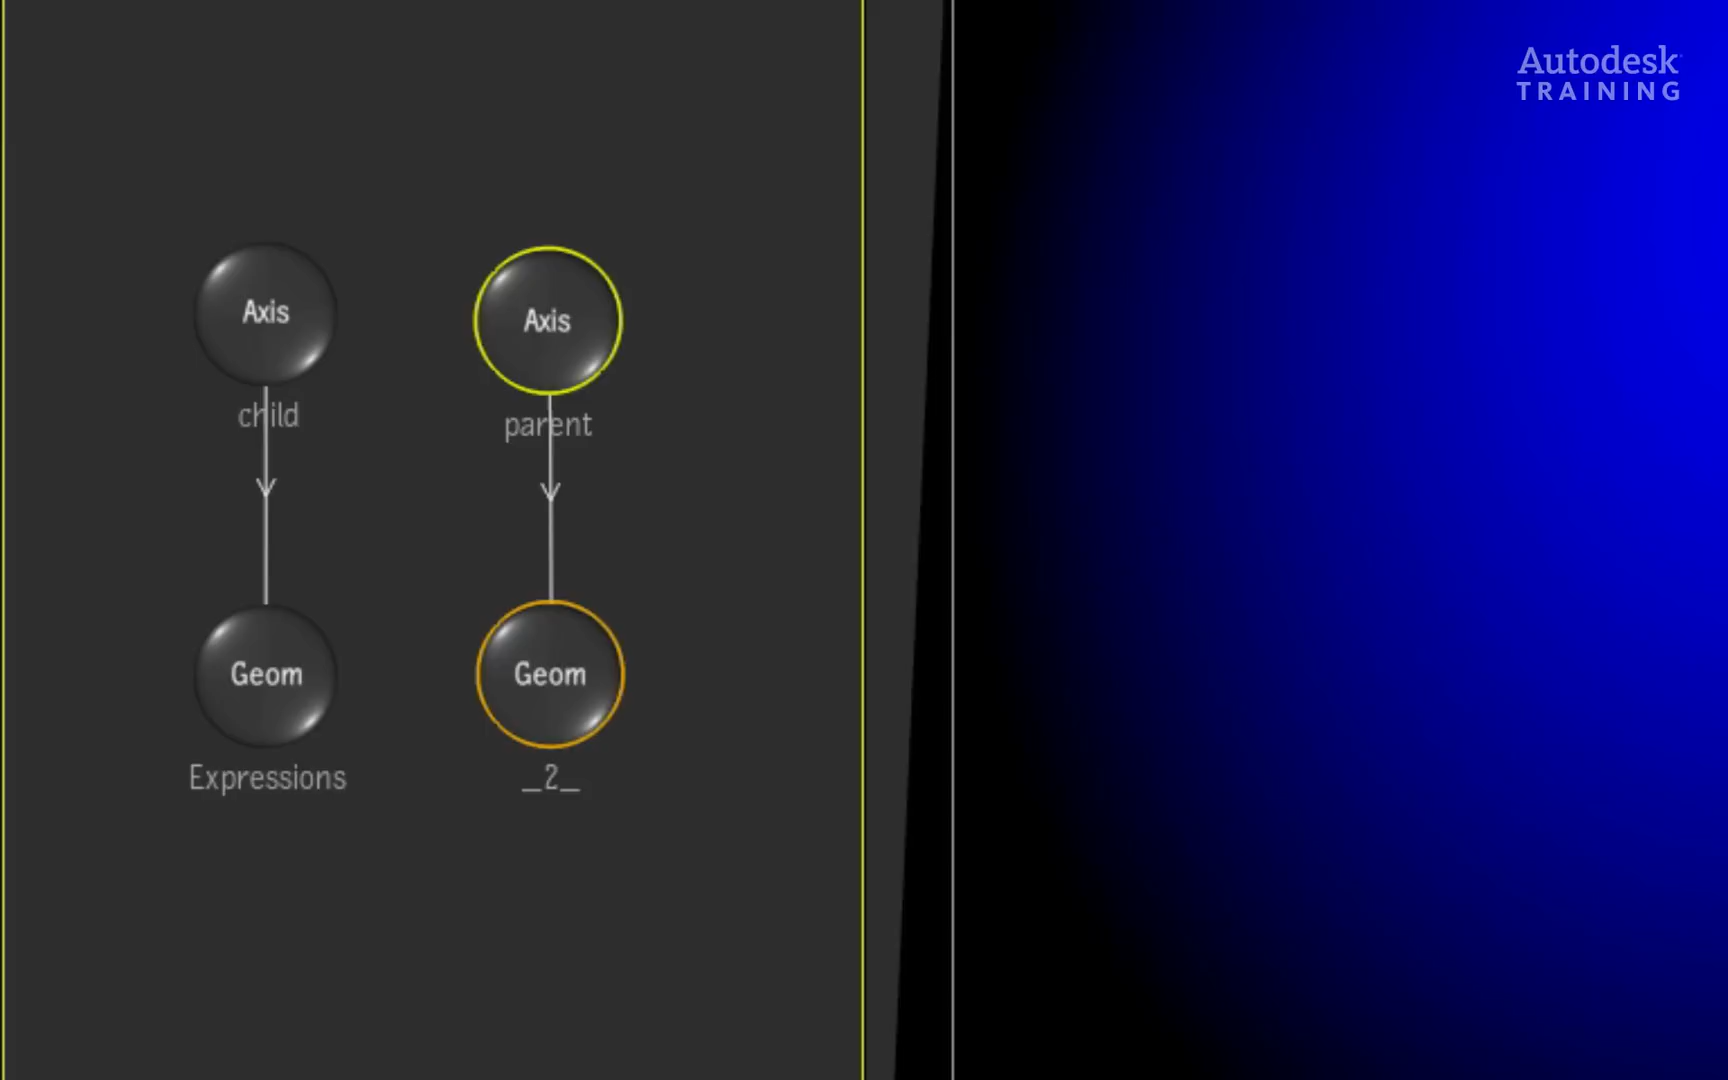 Autodesk
TRAINING
Axis
child
Axis
parent
Geom
Expressions
Geom
_2_